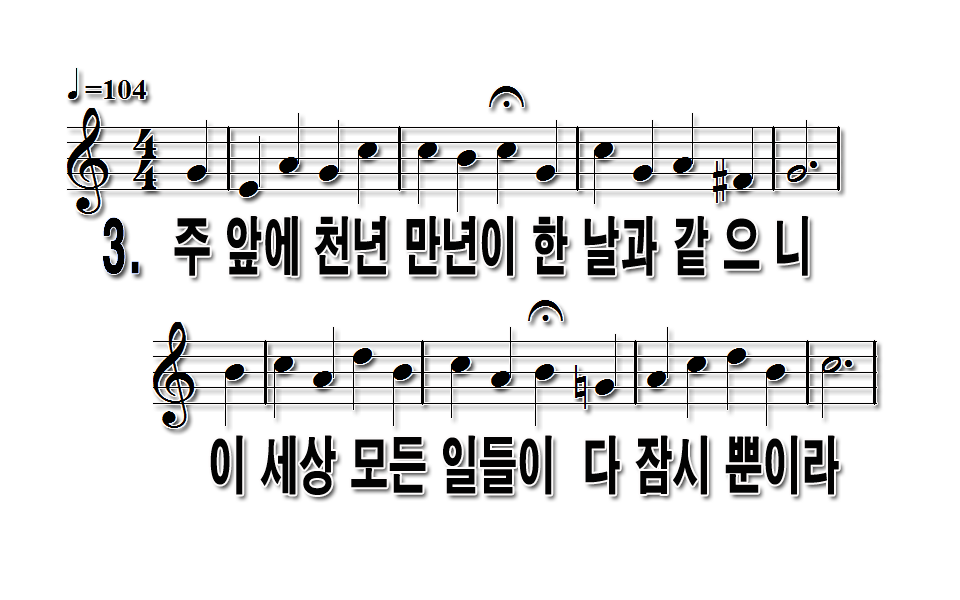 ♩=104
3. 주 앞에 천년 만년이 한 날과 같 으 니
이 세상 모든 일들이 다 잠시 뿐이라